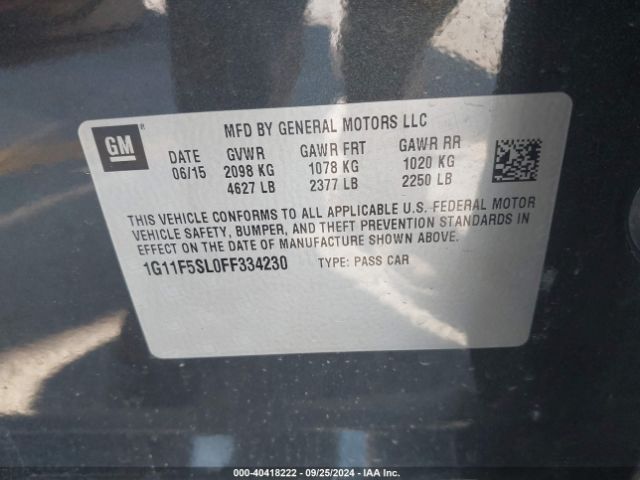 MFD BY GENERAL MOTORS LLC
GM®
DATE GVWR GAWR FRT GAWR RR
06/15 2098 KG 1078 KG 1020 KG
4627 LB 2377 LB 2250 LB
THIS VEHICLE CONFORMS TO ALL APPLICABLE U.S. FEDERAL MOTOR
VEHICLE SAFETY, BUMPER, AND THEFT PREVENTION STANDARDS IN
EFFECT ON THE DATE OF MANUFACTURE SHOWN ABOVE.
1G11F5SL0FF334230 TYPE: PASS CAR
000-40418222 - 09/25/2024 - IAA Inc.